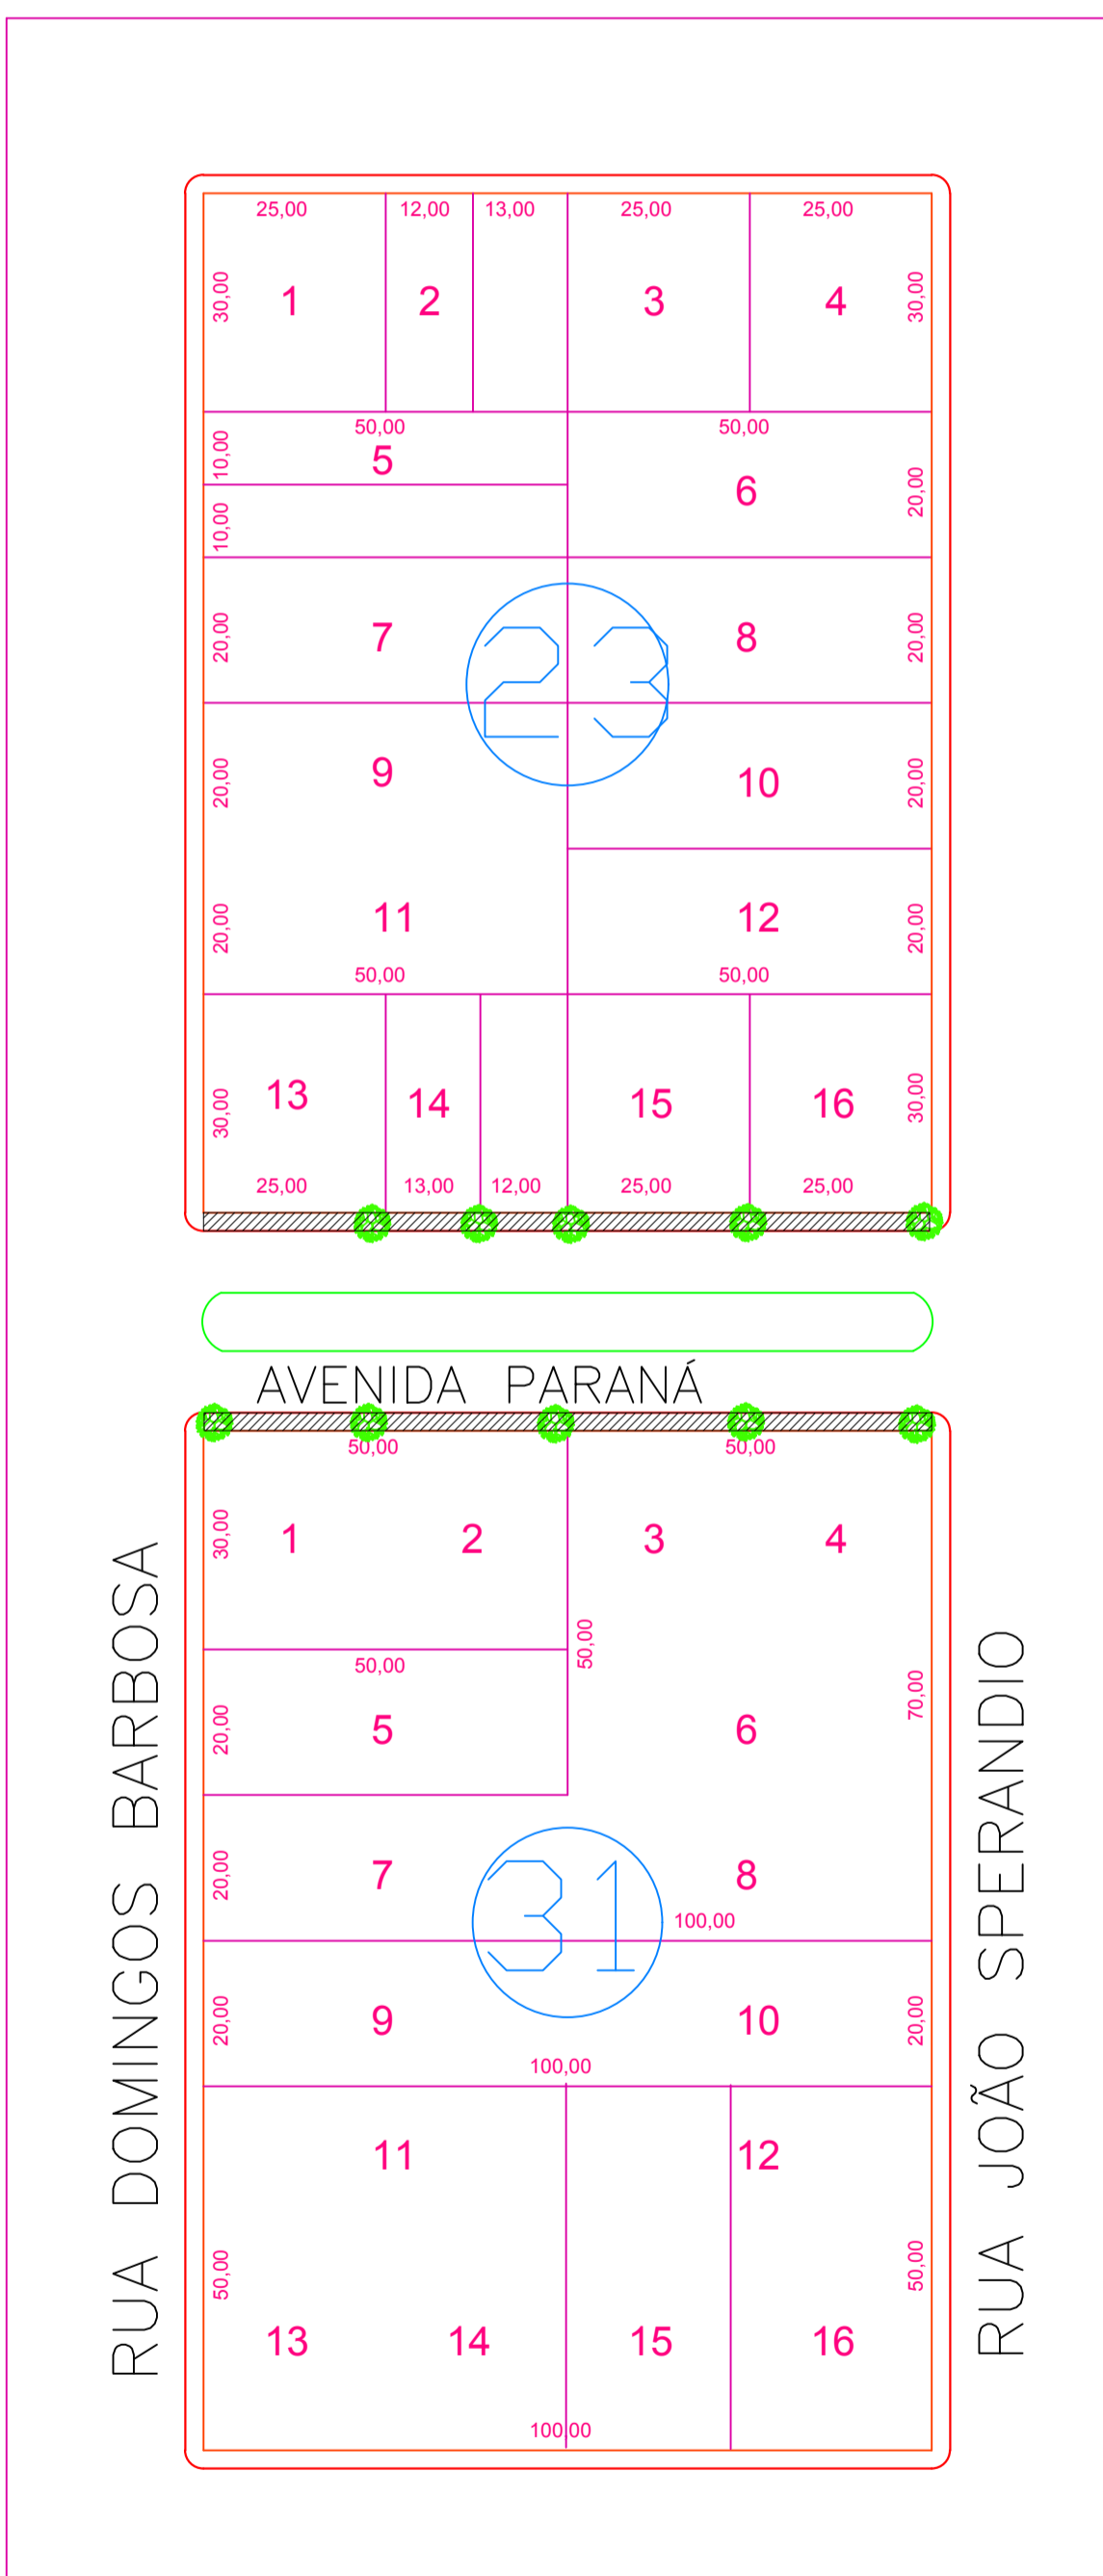 25,00 12,00 13,00 25,00 25,00
30,00 1 2 3 4 30,00
50,00 50,00
10,00 5
6 20,00
10,00
20,00 7 8 20,00
23
20,00 9 10 20,00
20,00 11 12 20,00
50,00 50,00
30,00 13 14 15 16 30,00
25,00 13,00 12,00 25,00 25,00
AVENIDA PARANÁ
50,00 50,00
30,00 1 2 3 4
50,00
50,00
70,00
20,00 5 6
20,00 7 8
31
100,00
20,00 9 10 20,00
100,00
11 12
50,00 50,00
13 14 15 16
100,00
RUA DOMINGOS BARBOSA
RUA JOÃO SPERANDIO